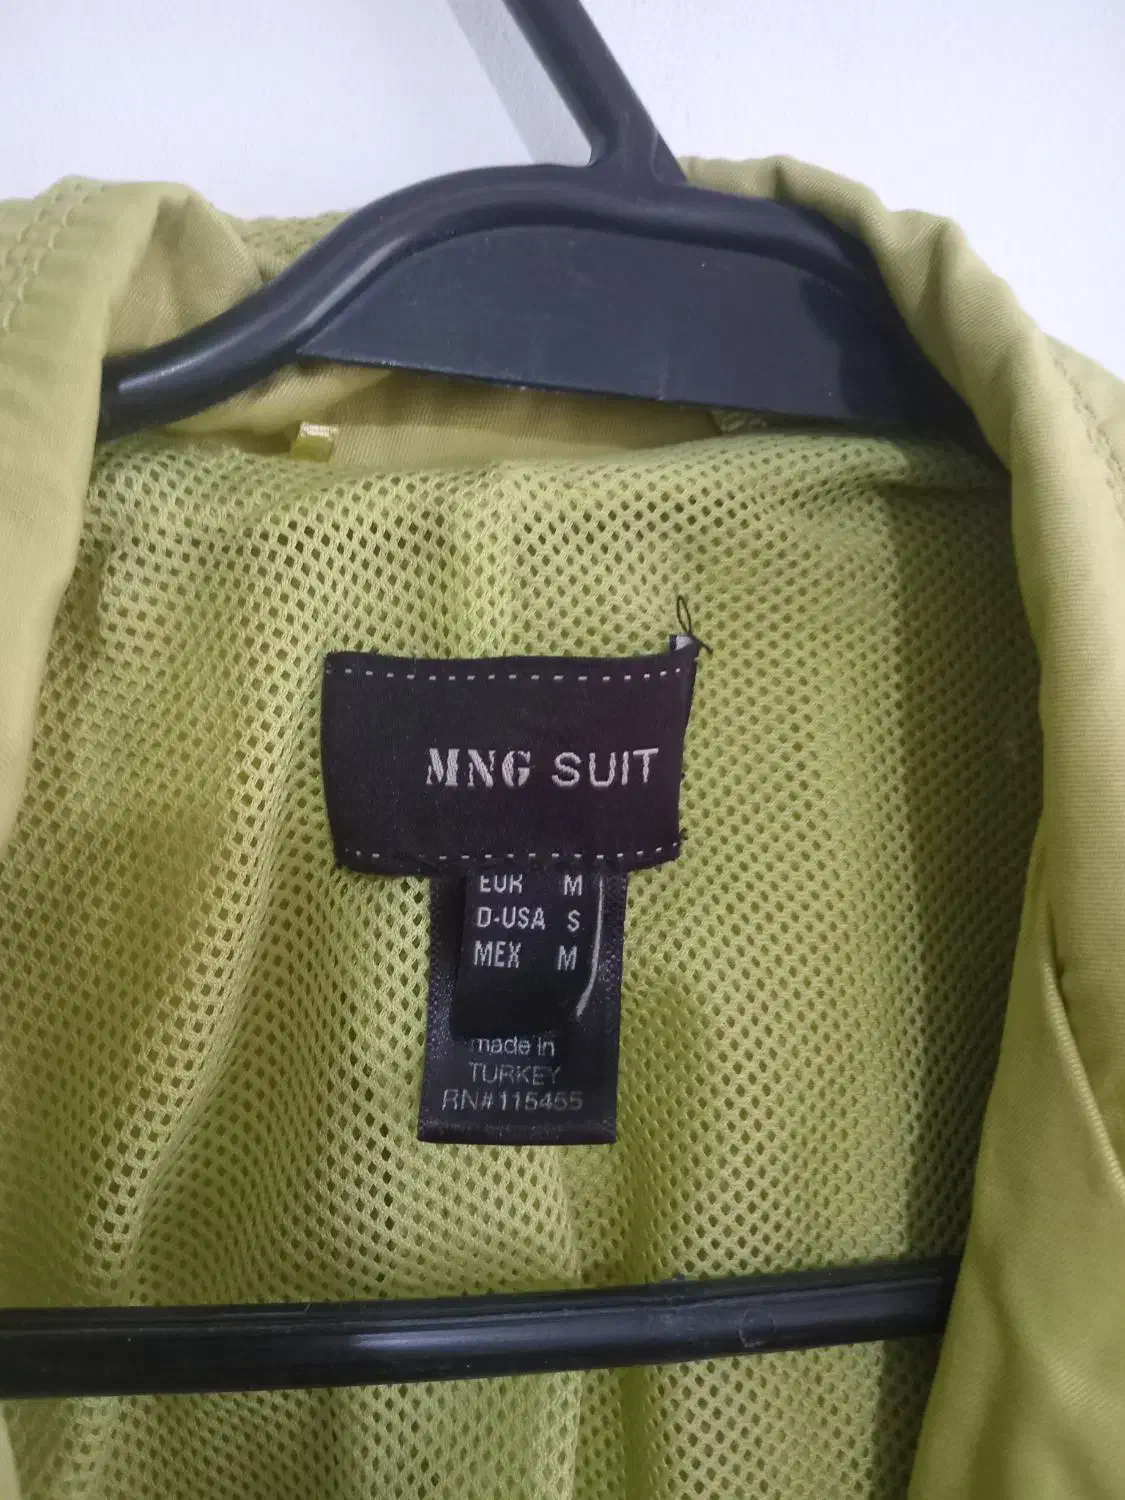 MNG SUIT
EUR M
D-USA S
MEX M
made in
TURKEY
RN#115455